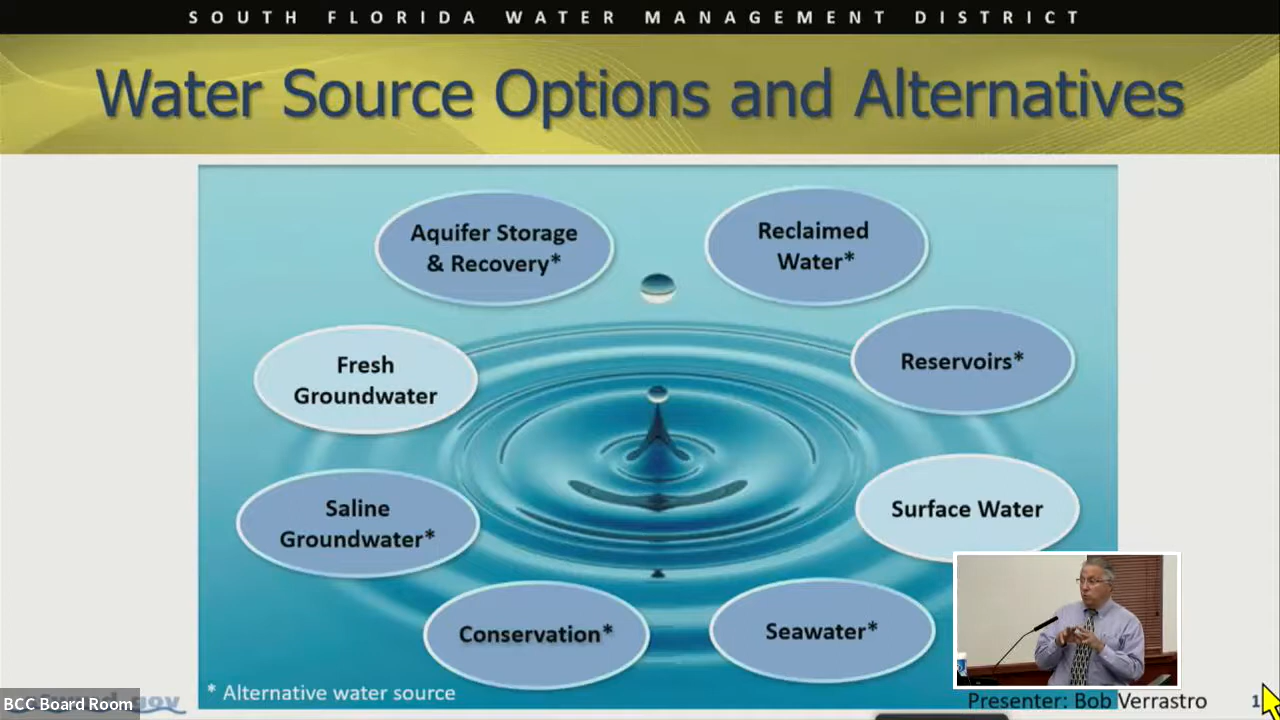 SOUTH FLORIDA WATER MANAGEMENT DISTRICT
Water Source Options and Alternatives
Aquifer Storage
& Recovery*
Reclaimed
Water*
Fresh
Groundwater
Reservoirs*
Saline
Groundwater*
Surface Water
Conservation*
Seawater*
* Alternative water source
BCC Board Room
Presenter: Bob Verrastro